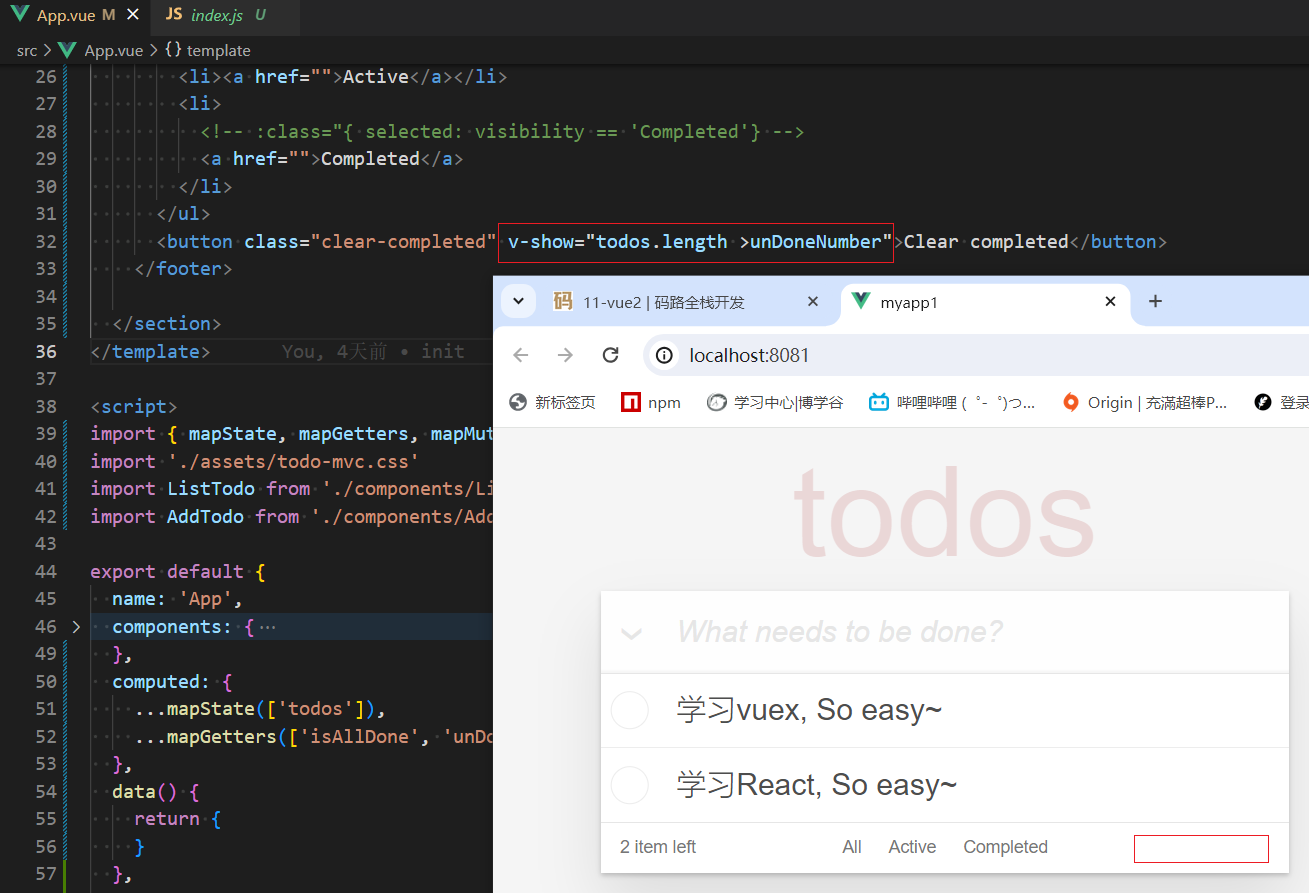 App.vue M ✕ JS index.js U
src > App.vue > {} template
26 <li><a href="">Active</a></li>
27 <li>
28 <!-- :class="{ selected: visibility == 'Completed'} -->
29 <a href="">Completed</a>
30 </li>
31 </ul>
32 <button class="clear-completed" v-show="todos.length >unDoneNumber">Clear completed</button>
33 </footer>
34
35 </section>
36 </template> You, 4天前 • init
37
38 <script>
39 import { mapState, mapGetters, mapMut
40 import './assets/todo-mvc.css'
41 import ListTodo from './components/Li
42 import AddTodo from './components/Add
43
44 export default {
45 name: 'App',
46 components: { ···
49 },
50 computed: {
51 ...mapState(['todos']),
52 ...mapGetters(['isAllDone', 'unDo
53 },
54 data() {
55 return {
56 }
57 },
码 11-vue2 | 码路全栈开发 ✕ myapp1 ✕ +
localhost:8081
新标签页 npm 学习中心|博学谷 哔哩哔哩 (゜-゜)つ... Origin | 充满超棒P... 登录
todos
What needs to be done?
学习vuex, So easy~
学习React, So easy~
2 item left All Active Completed